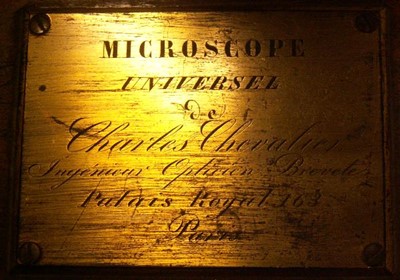 MICROSCOPE
UNIVERSEL
de
Charles Chevalier
Ingénieur Opticien Breveté
Palais Royal 163
Paris